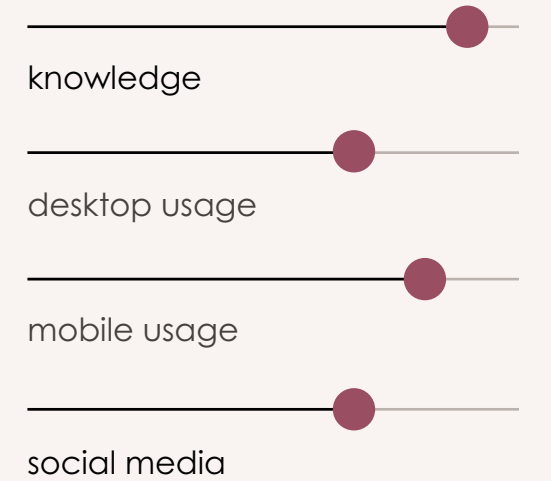 knowledge
desktop usage
mobile usage
social media